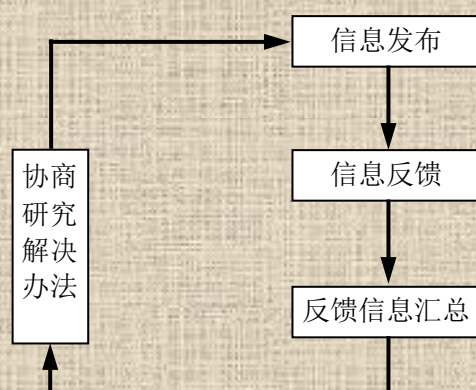 信息发布
信息反馈
反馈信息汇总
协商
研究
解决
办法